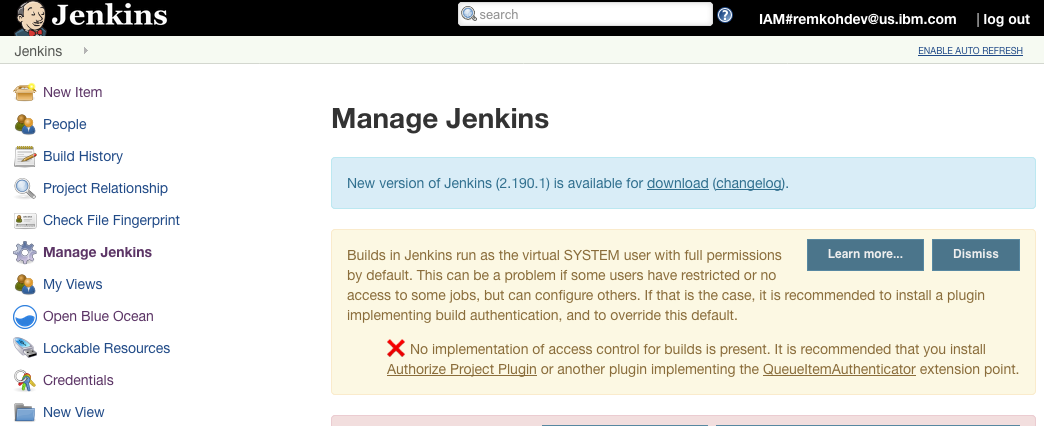 Jenkins
search
IAM#remkohdev@us.ibm.com | log out
Jenkins
ENABLE AUTO REFRESH
New Item
People
Build History
Project Relationship
Check File Fingerprint
Manage Jenkins
My Views
Open Blue Ocean
Lockable Resources
Credentials
New View
Manage Jenkins
New version of Jenkins (2.190.1) is available for download (changelog).
Learn more...
Dismiss
Builds in Jenkins run as the virtual SYSTEM user with full permissions
by default. This can be a problem if some users have restricted or no
access to some jobs, but can configure others. If that is the case, it is recommended to install a plugin
implementing build authentication, and to override this default.
No implementation of access control for builds is present. It is recommended that you install
Authorize Project Plugin or another plugin implementing the QueueItemAuthenticator extension point.